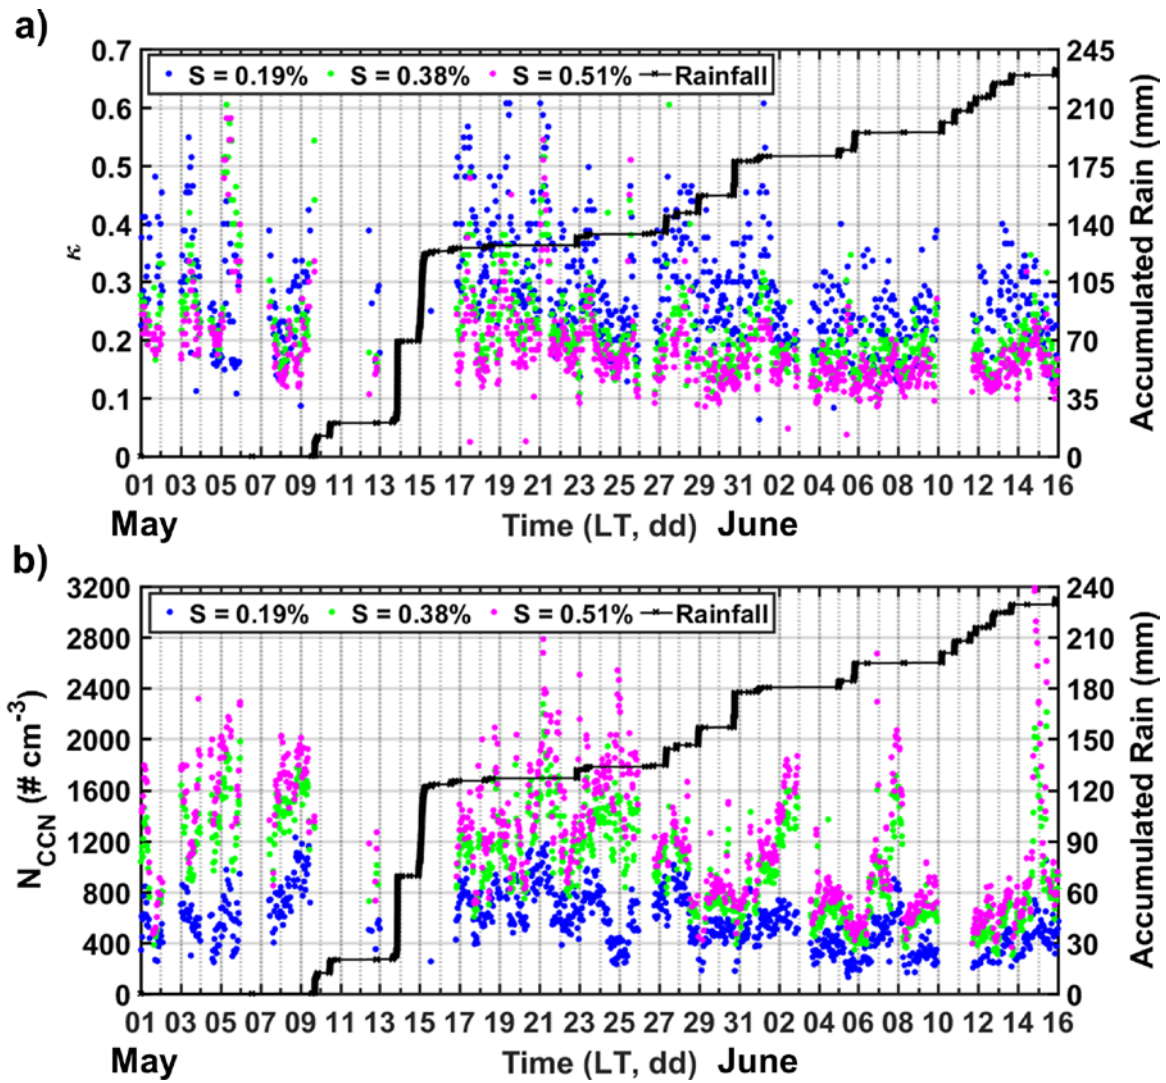 a)
0.7
0.6
0.5
0.4
0.3
0.2
0.1
0
κ
S = 0.19% S = 0.38% S = 0.51% Rainfall
245
210
175
140
105
70
35
0
Accumulated Rain (mm)
01 03 05 07 09 11 13 15 17 19 21 23 25 27 29 31 02 04 06 08 10 12 14 16
May Time (LT, dd) June
b)
3200
2800
2400
2000
1600
1200
800
400
0
N_CCN (# cm^-3)
S = 0.19% S = 0.38% S = 0.51% Rainfall
240
210
180
150
120
90
60
30
0
Accumulated Rain (mm)
01 03 05 07 09 11 13 15 17 19 21 23 25 27 29 31 02 04 06 08 10 12 14 16
May Time (LT, dd) June